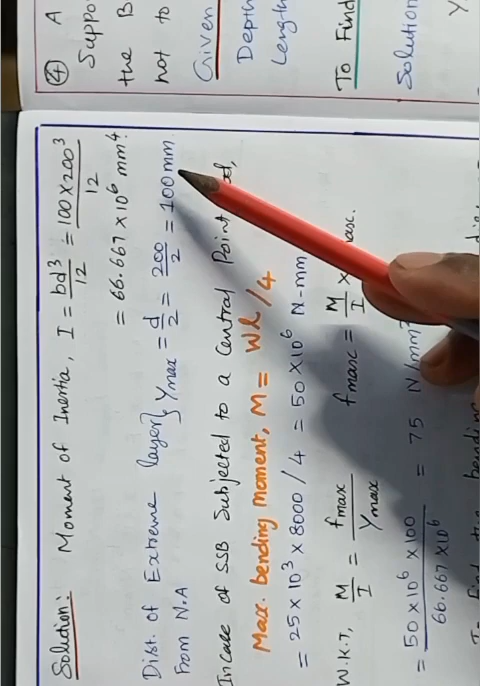 Solution: Moment of Inertia, I = bd³/12 = 100 x 200³/12
= 66.667 x 10⁶ mm⁴.
Dist. of Extreme layer} Ymax = d/2 = 200/2 = 100mm
from N.A
Incase of SSB Subjected to a Central Point
Max. bending moment, M = Wl/4
= 25 x 10³ x 8000 / 4 = 50 x 10⁶ N-mm
W.K.T, M/I = fmax/Ymax fmax = M/I x
= 50 x 10⁶ x 100/66.667 x 10⁶ = 75 N/mm²
④ A
Suppo
the B
not to
Given
Depth
Length
To Find
Solution